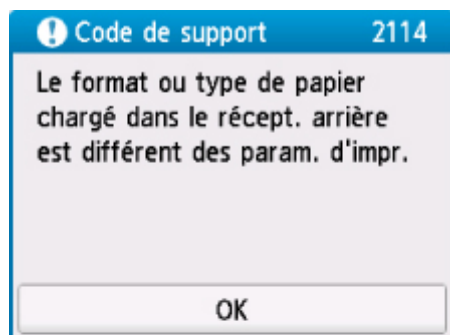 Code de support 2114
Le format ou type de papier
chargé dans le récept. arrière
est différent des param. d'impr.
OK